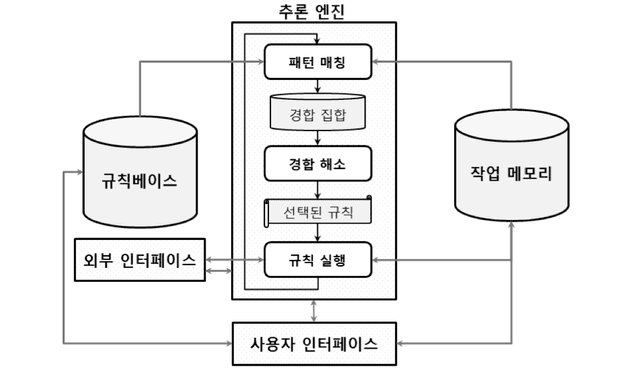 추론 엔진
패턴 매칭
경합 집합
규칙베이스
경합 해소
작업 메모리
선택된 규칙
외부 인터페이스
규칙 실행
사용자 인터페이스